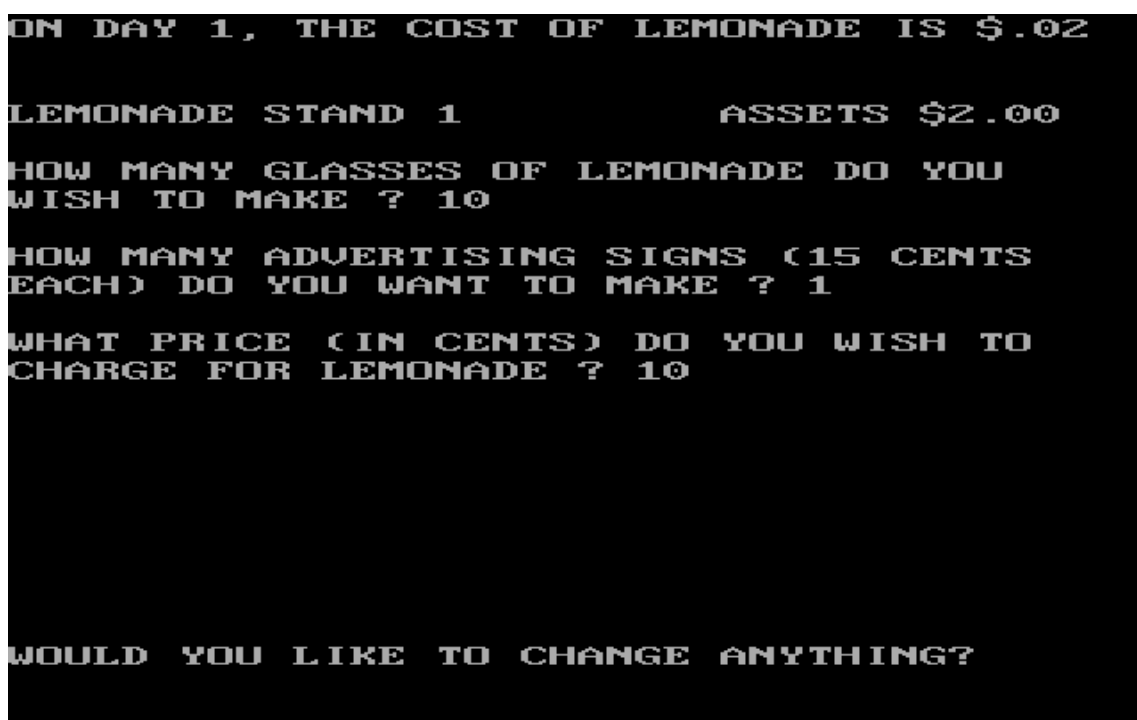 ON DAY 1, THE COST OF LEMONADE IS $.02
LEMONADE STAND 1 ASSETS $2.00
HOW MANY GLASSES OF LEMONADE DO YOU
WISH TO MAKE ? 10
HOW MANY ADVERTISING SIGNS (15 CENTS
EACH) DO YOU WANT TO MAKE ? 1
WHAT PRICE (IN CENTS) DO YOU WISH TO
CHARGE FOR LEMONADE ? 10
WOULD YOU LIKE TO CHANGE ANYTHING?